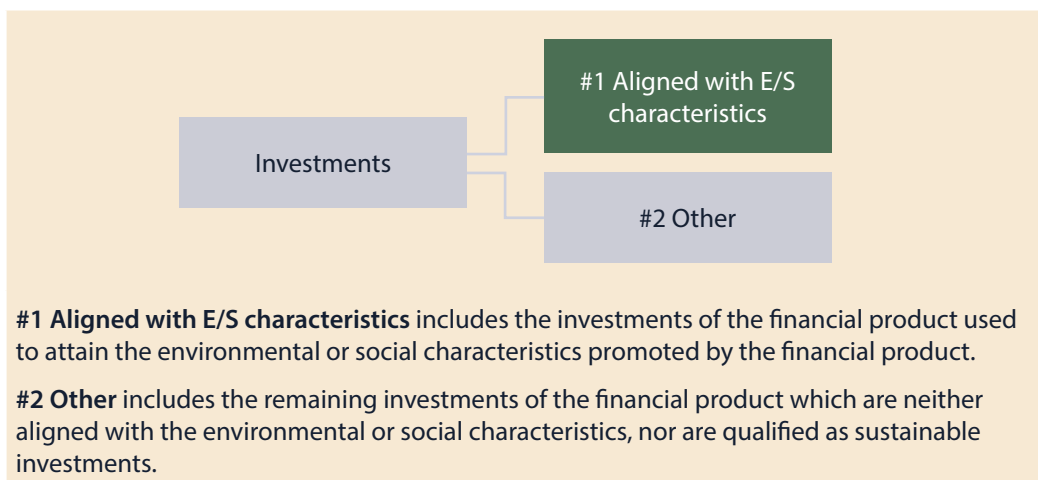 #1 Aligned with E/S
characteristics
Investments
#2 Other
#1 Aligned with E/S characteristics includes the investments of the financial product used
to attain the environmental or social characteristics promoted by the financial product.
#2 Other includes the remaining investments of the financial product which are neither
aligned with the environmental or social characteristics, nor are qualified as sustainable
investments.